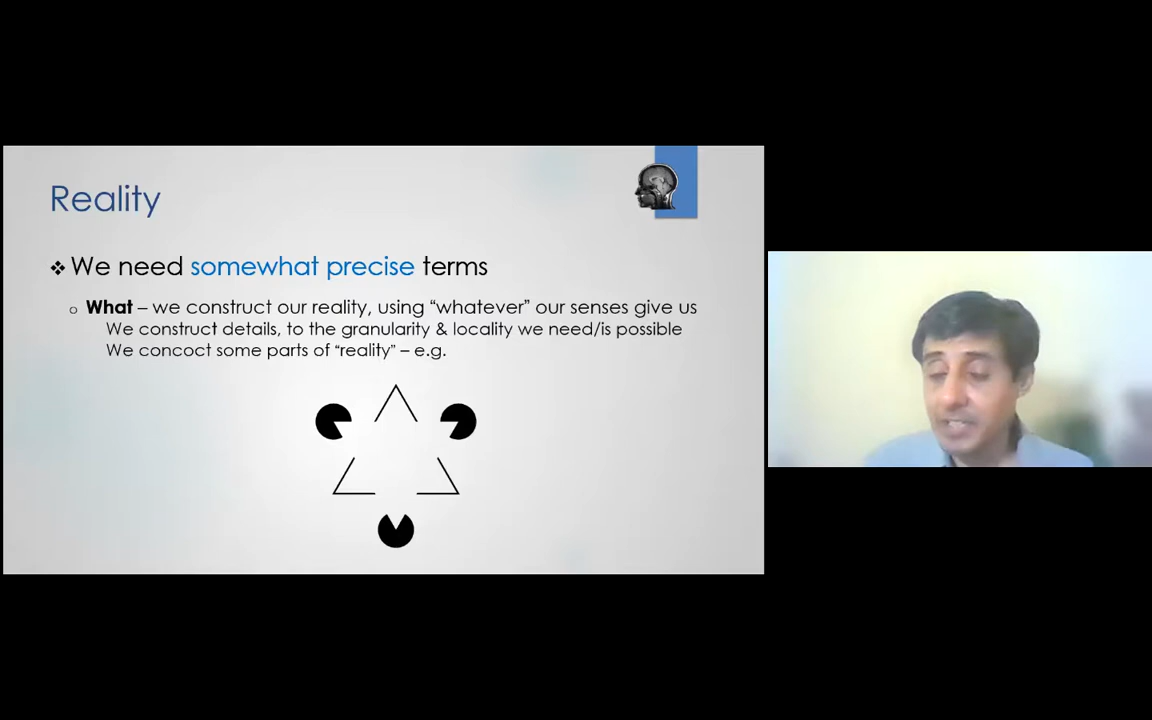 Reality
❖ We need somewhat precise terms
o What – we construct our reality, using “whatever” our senses give us
We construct details, to the granularity & locality we need/is possible
We concoct some parts of “reality” – e.g.